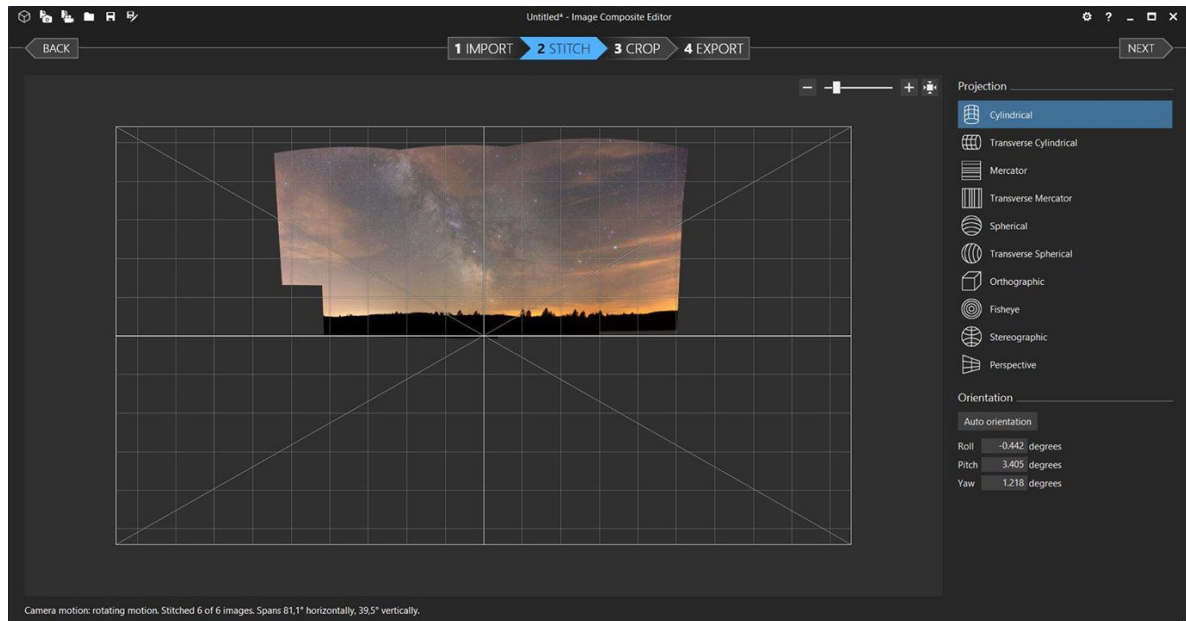 Untitled* - Image Composite Editor
?
BACK
1 IMPORT 2 STITCH 3 CROP 4 EXPORT
NEXT
Projection
Cylindrical
Transverse Cylindrical
Mercator
Transverse Mercator
Spherical
Transverse Spherical
Orthographic
Fisheye
Stereographic
Perspective
Orientation
Auto orientation
Roll -0.442 degrees
Pitch 3.405 degrees
Yaw 1.218 degrees
Camera motion: rotating motion. Stitched 6 of 6 images. Spans 81,1° horizontally, 39,5° vertically.